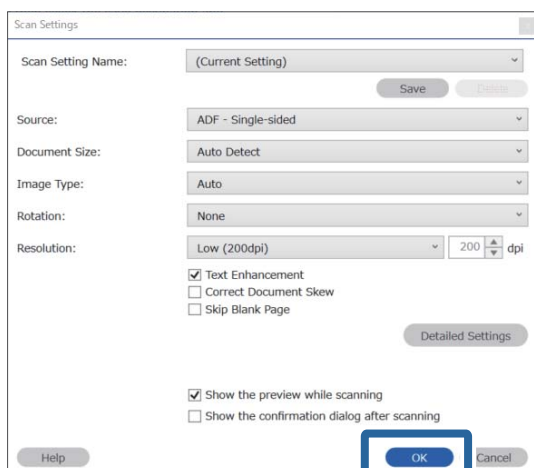 Scan Settings
Scan Setting Name: (Current Setting)
Save Delete
Source: ADF - Single-sided
Document Size: Auto Detect
Image Type: Auto
Rotation: None
Resolution: Low (200dpi) 200 dpi
Text Enhancement
Correct Document Skew
Skip Blank Page
Detailed Settings
Show the preview while scanning
Show the confirmation dialog after scanning
Help OK Cancel